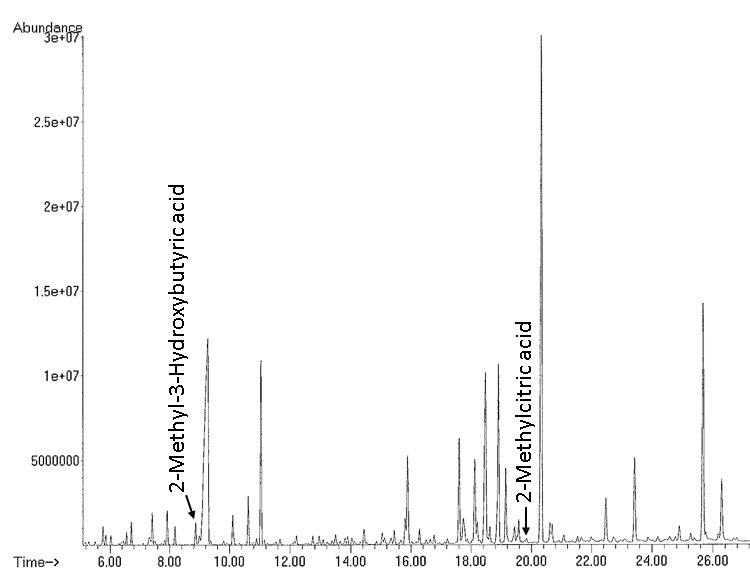 Abundance
3e+07
2.5e+07
2e+07
1.5e+07
1e+07
5000000
2-Methyl-3-Hydroxybutyric acid
2-Methylcitric acid
Time-->
6.00 8.00 10.00 12.00 14.00 16.00 18.00 20.00 22.00 24.00 26.00